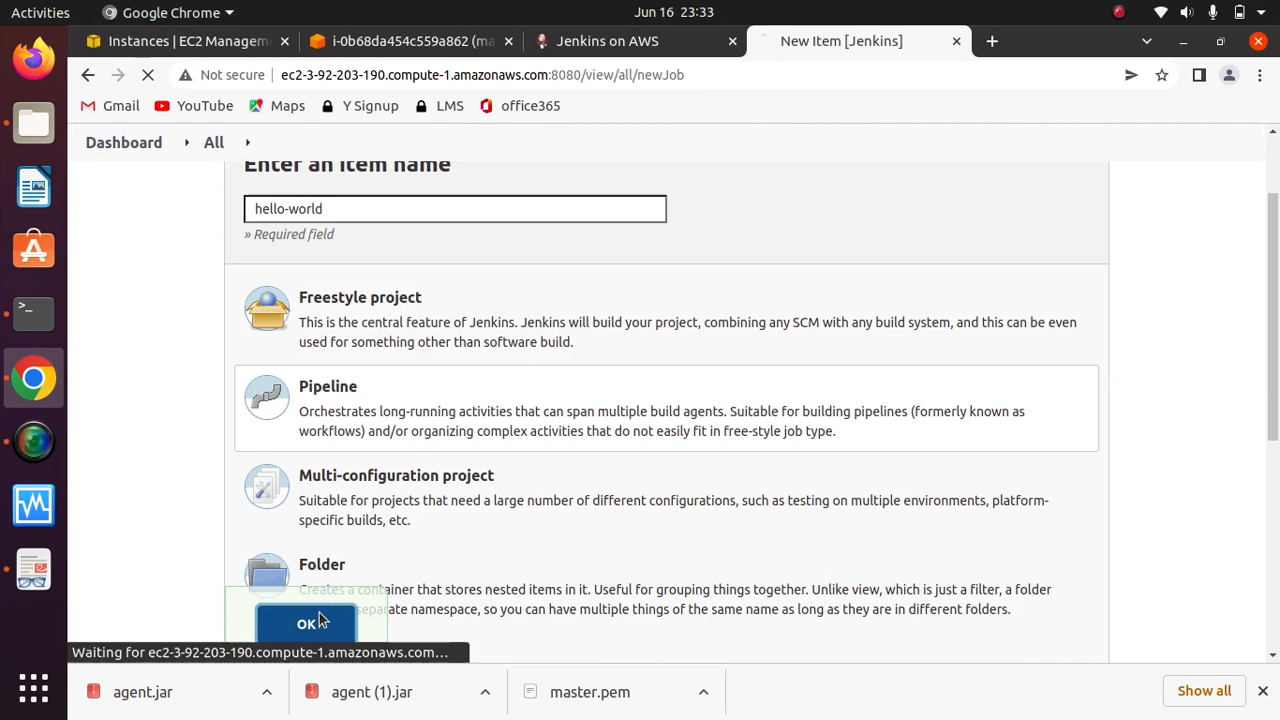 Activities
Google Chrome
Jun 16 23:33
Instances | EC2 Managem
i-0b68da454c559a862 (ma
Jenkins on AWS
New Item [Jenkins]
Not secure
ec2-3-92-203-190.compute-1.amazonaws.com:8080/view/all/newJob
Gmail
YouTube
Maps
Y Signup
LMS
office365
Dashboard
All
Enter an item name
hello-world
» Required field
Freestyle project
This is the central feature of Jenkins. Jenkins will build your project, combining any SCM with any build system, and this can be even
used for something other than software build.
Pipeline
Orchestrates long-running activities that can span multiple build agents. Suitable for building pipelines (formerly known as
workflows) and/or organizing complex activities that do not easily fit in free-style job type.
Multi-configuration project
Suitable for projects that need a large number of different configurations, such as testing on multiple environments, platform-
specific builds, etc.
Folder
Creates a container that stores nested items in it. Useful for grouping things together. Unlike view, which is just a filter, a folder
separate namespace, so you can have multiple things of the same name as long as they are in different folders.
OK
Waiting for ec2-3-92-203-190.compute-1.amazonaws.com...
agent.jar
agent (1).jar
master.pem
Show all